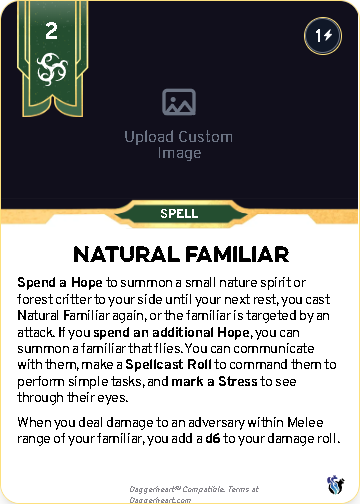 2
1
Upload Custom
Image
SPELL
NATURAL FAMILIAR
Spend a Hope to summon a small nature spirit or
forest critter to your side until your next rest, you cast
Natural Familiar again, or the familiar is targeted by an
attack. If you spend an additional Hope, you can
summon a familiar that flies. You can communicate
with them, make a Spellcast Roll to command them to
perform simple tasks, and mark a Stress to see
through their eyes.
When you deal damage to an adversary within Melee
range of your familiar, you add a d6 to your damage roll.
Daggerheart℠ Compatible. Terms at
Daggerheart.com